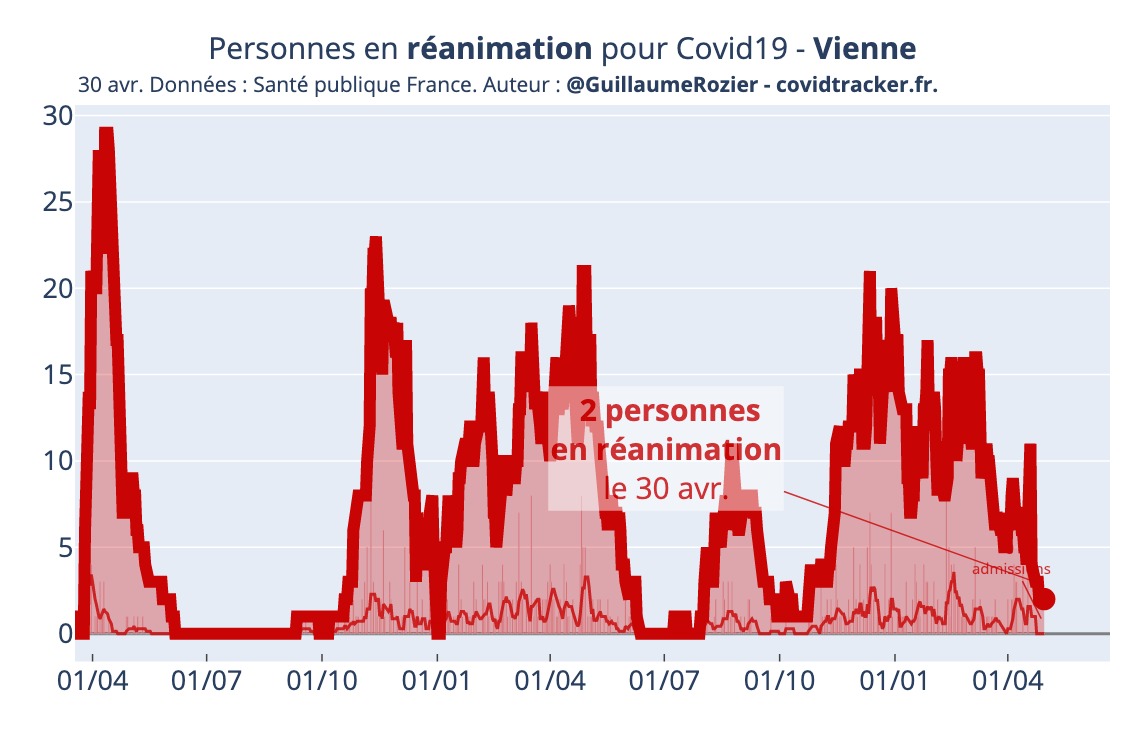 Personnes en réanimation pour Covid19 - Vienne
30 avr. Données : Santé publique France. Auteur : @GuillaumeRozier - covidtracker.fr.
30
25
20
15
10
5
0
2 personnes
en réanimation
le 30 avr.
admissions
01/04 01/07 01/10 01/01 01/04 01/07 01/10 01/01 01/04